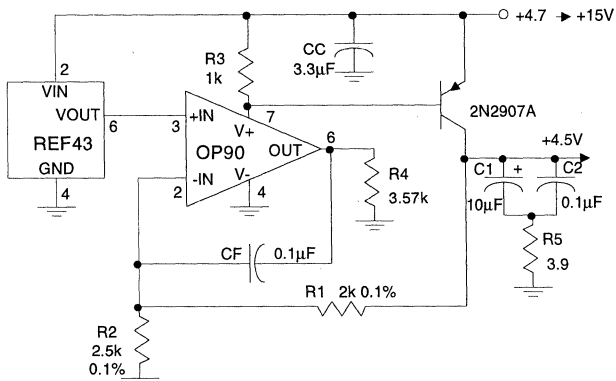 +4.7 → +15V
R3
1k
CC
3.3µF
2
VIN
VOUT
6
REF43
GND
4
3
+IN
7
V+
OP90
OUT
6
V-
-IN
2
4
2N2907A
+4.5V
C1
+
C2
10µF
0.1µF
R4
3.57k
R5
3.9
CF
0.1µF
R1 2k 0.1%
R2
2.5k
0.1%